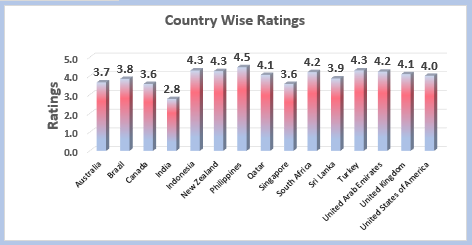 Country Wise Ratings
Ratings
5.0
4.0
3.0
2.0
1.0
0.0
3.7 3.8 3.6 2.8 4.3 4.3 4.5 4.1 3.6 4.2 3.9 4.3 4.2 4.1 4.0
Australia
Brazil
Canada
India
Indonesia
New Zealand
Philippines
Qatar
Singapore
South Africa
Sri Lanka
Turkey
United Arab Emirates
United Kingdom
United States of America